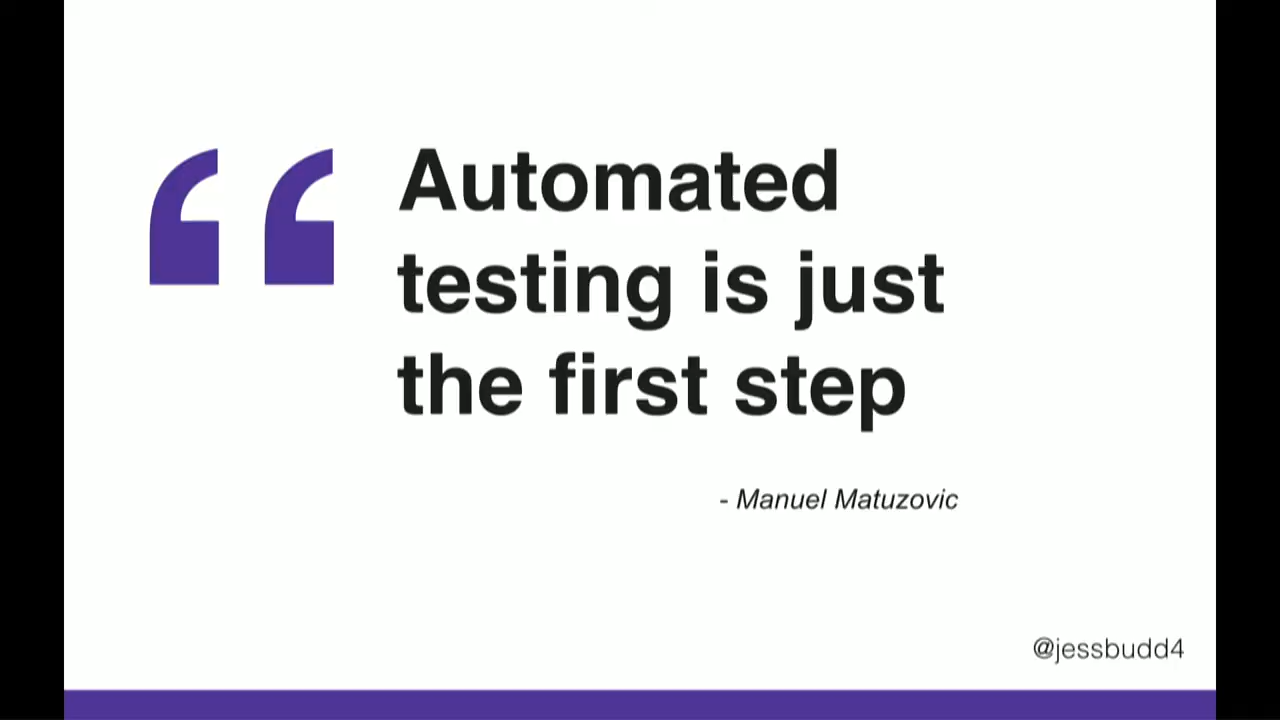 “
Automated
testing is just
the first step
- Manuel Matuzovic
@jessbudd4